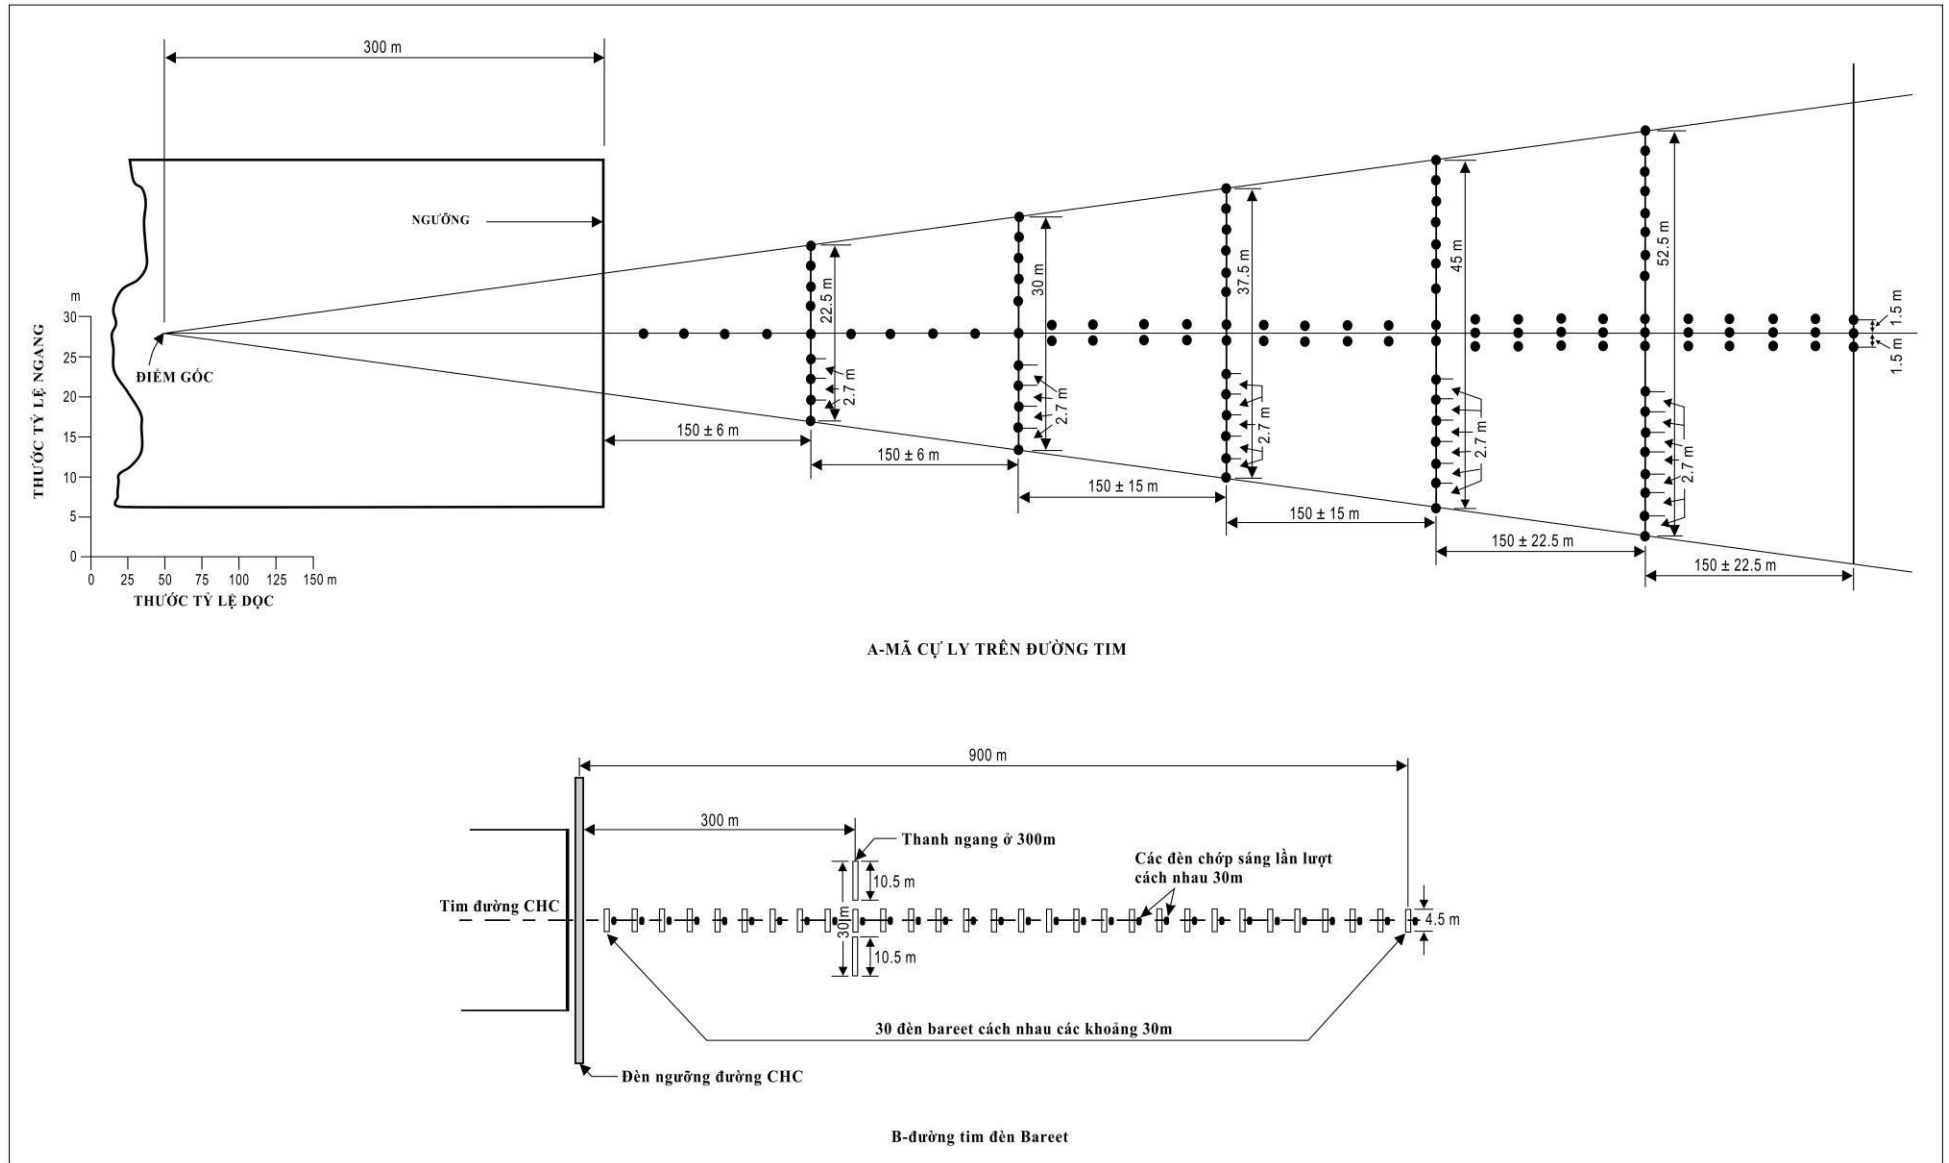 300 m
NGƯỠNG
ĐIỂM GỐC
m
30
25
20
15
10
5
0
THƯỚC TỶ LỆ NGANG
0 25 50 75 100 125 150 m
THƯỚC TỶ LỆ DỌC
22.5 m
30 m
37.5 m
45 m
52.5 m
1.5 m
1.5 m
2.7 m
2.7 m
2.7 m
2.7 m
2.7 m
150 ± 6 m
150 ± 6 m
150 ± 15 m
150 ± 15 m
150 ± 22.5 m
150 ± 22.5 m
A-MÃ CỰ LY TRÊN ĐƯỜNG TIM
900 m
300 m
Thanh ngang ở 300m
10.5 m
Các đèn chớp sáng lần lượt
cách nhau 30m
Tim đường CHC
30 m
4.5 m
10.5 m
30 đèn bareet cách nhau các khoảng 30m
Đèn ngưỡng đường CHC
B-đường tim đèn Bareet